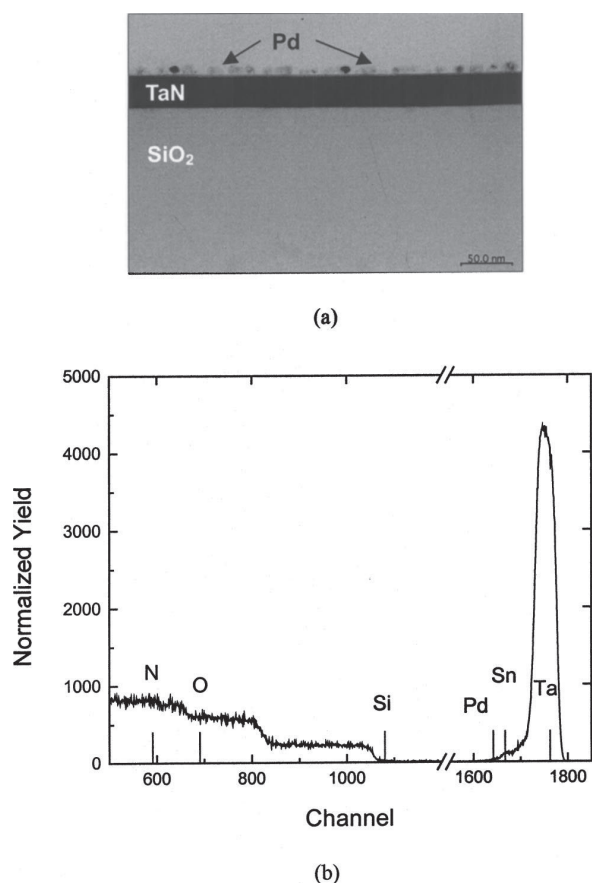 Pd
TaN
SiO₂
50.0 nm
(a)
5000
4000
3000
2000
1000
0
Normalized Yield
N
O
Si
Pd
Sn
Ta
600 800 1000 1600 1800
Channel
(b)